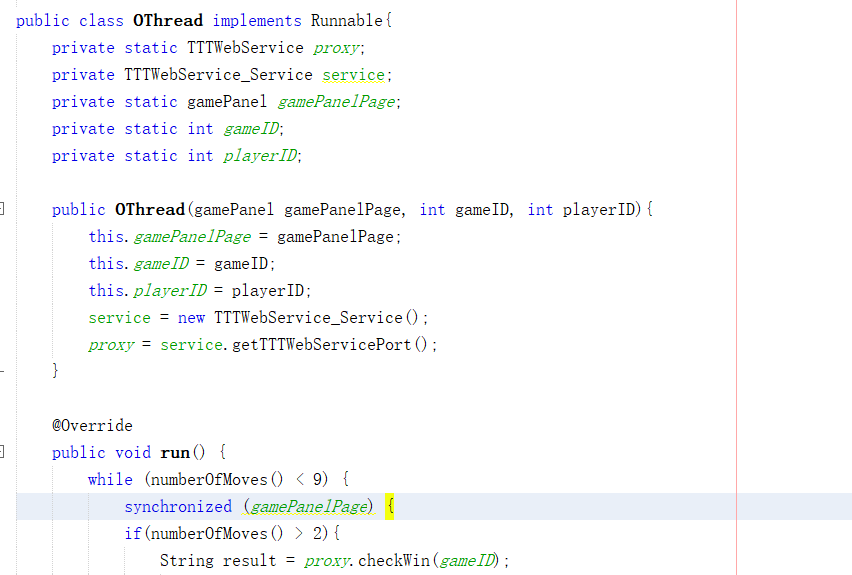 public class OThread implements Runnable{
private static TTTWebService proxy;
private TTTWebService_Service service;
private static gamePanel gamePanelPage;
private static int gameID;
private static int playerID;
public OThread(gamePanel gamePanelPage, int gameID, int playerID){
this.gamePanelPage = gamePanelPage;
this.gameID = gameID;
this.playerID = playerID;
service = new TTTWebService_Service();
proxy = service.getTTTWebServicePort();
}
@Override
public void run() {
while (numberOfMoves() < 9) {
synchronized (gamePanelPage) {
if(numberOfMoves() > 2){
String result = proxy.checkWin(gameID);